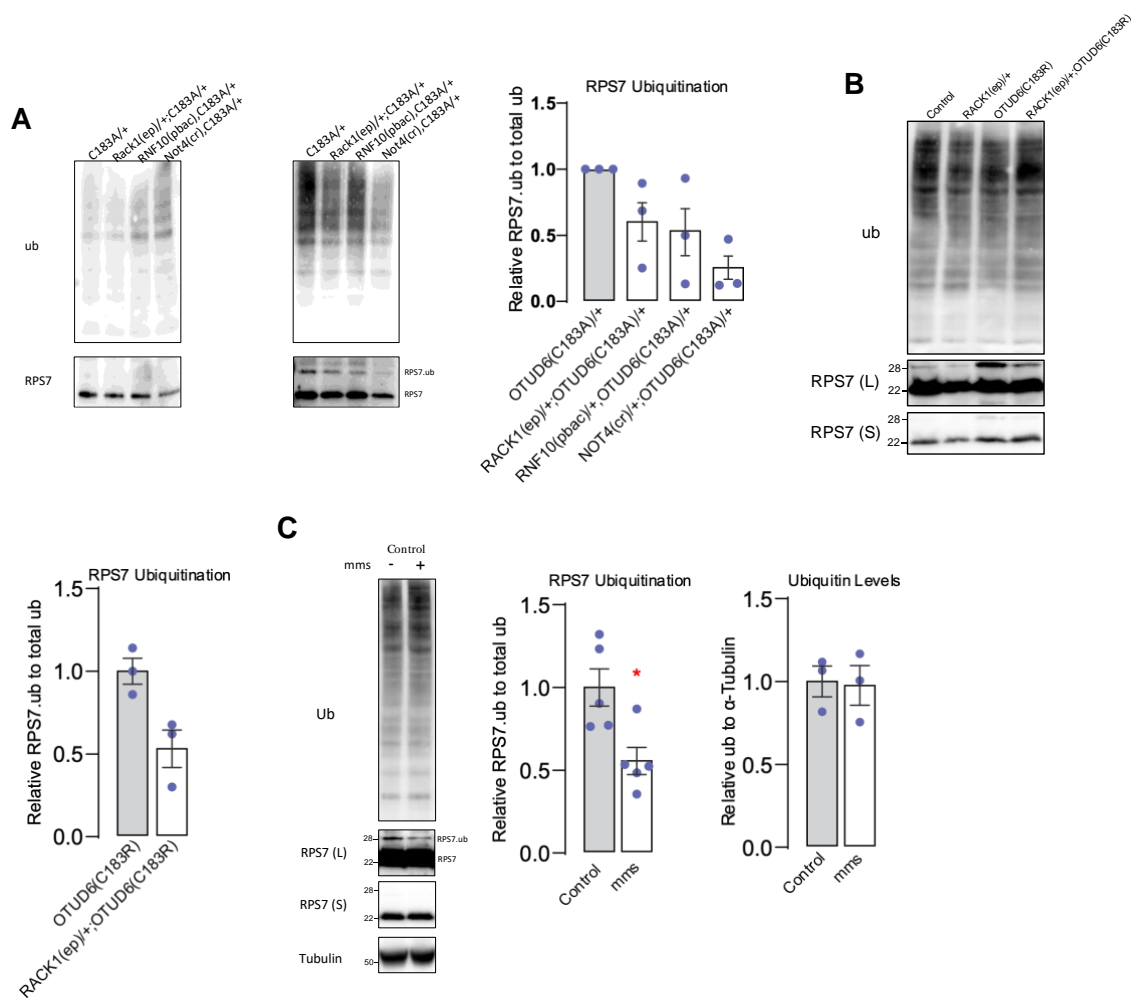 A
C183A/+
Rack1(ep)/+;C183A/+
RNF10(pbac),C183A/+
Not4(cr),C183A/+
ub
RPS7
C183A/+
Rack1(ep)/+;C183A/+
RNF10(pbac),C183A/+
Not4(cr),C183A/+
RPS7.ub
RPS7
RPS7 Ubiquitination
Relative RPS7.ub to total ub
1.5
1.0
0.5
0.0
OTUD6(C183A)/+
RACK1(ep)/+;OTUD6(C183A)/+
RNF10(pbac)/+,OTUD6(C183A)/+
NOT4(cr)/+;OTUD6(C183A)/+
B
Control
RACK1(ep)/+
OTUD6(C183R)
RACK1(ep)/+;OTUD6(C183R)
ub
RPS7 (L)
28
22
RPS7 (S)
28
22
RPS7 Ubiquitination
Relative RPS7.ub to total ub
1.5
1.0
0.5
0.0
OTUD6(C183R)
RACK1(ep)/+;OTUD6(C183R)
C
Control
mms - +
Ub
RPS7 (L)
28
22
RPS7.ub
RPS7
RPS7 (S)
28
22
Tubulin
50
RPS7 Ubiquitination
Relative RPS7.ub to total ub
1.5
1.0
0.5
0.0
*
Control
mms
Ubiquitin Levels
Relative ub to α-Tubulin
1.5
1.0
0.5
0.0
Control
mms